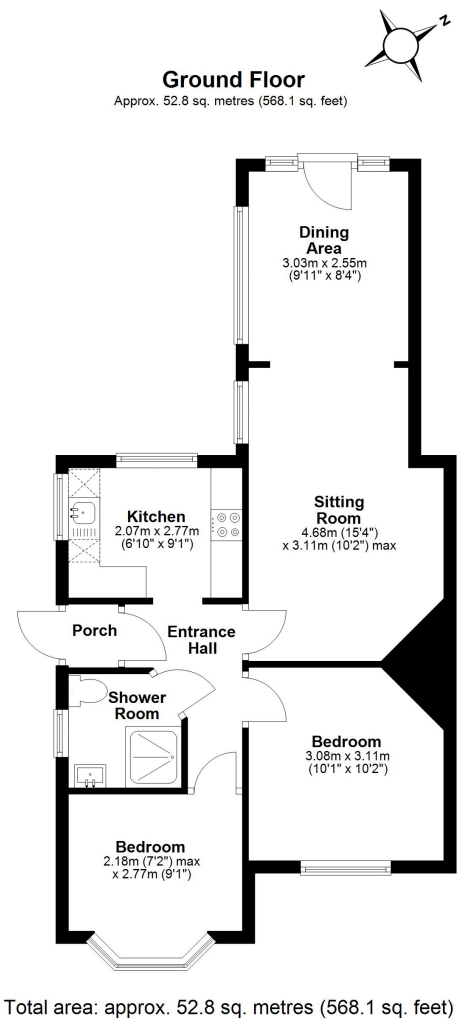 N
Ground Floor
Approx. 52.8 sq. metres (568.1 sq. feet)
Dining
Area
3.03m x 2.55m
(9'11" x 8'4")
Kitchen
2.07m x 2.77m
(6'10" x 9'1")
Sitting
Room
4.68m (15'4")
x 3.11m (10'2") max
Porch
Entrance
Hall
Shower
Room
Bedroom
3.08m x 3.11m
(10'1" x 10'2")
Bedroom
2.18m (7'2") max
x 2.77m (9'1")
Total area: approx. 52.8 sq. metres (568.1 sq. feet)